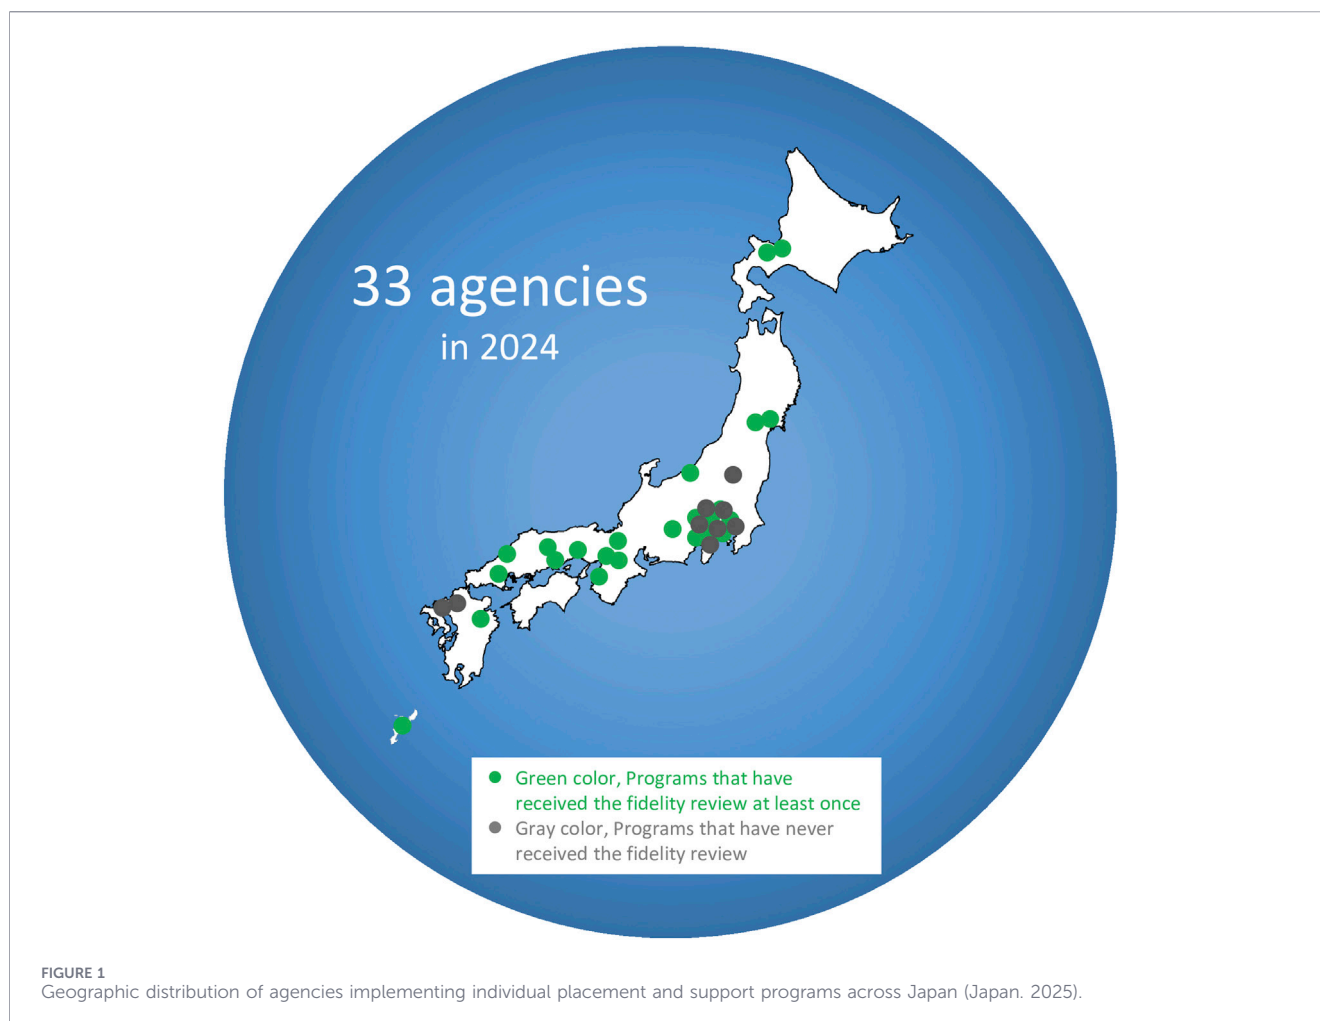 33 agencies
in 2024
Green color, Programs that have
received the fidelity review at least once
Gray color, Programs that have never
received the fidelity review
FIGURE 1
Geographic distribution of agencies implementing individual placement and support programs across Japan (Japan. 2025).